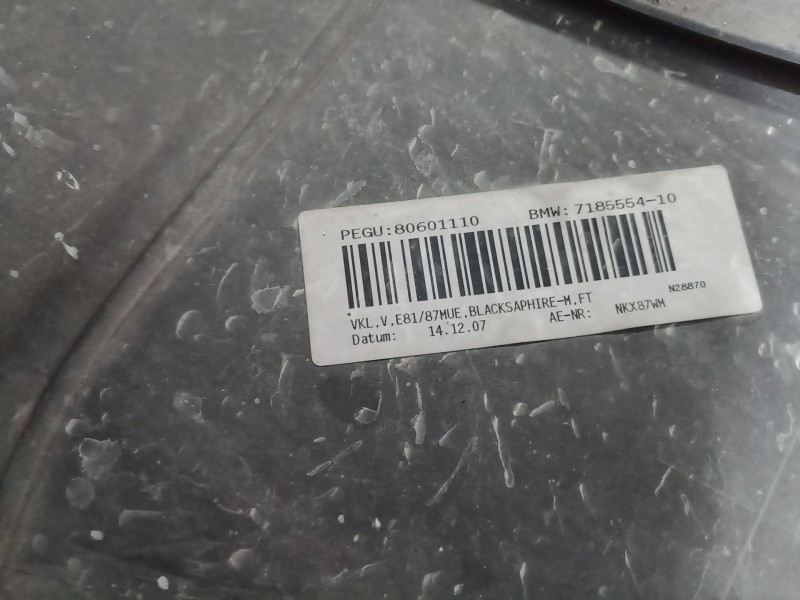 PEGU:80601110 BMW:7185554-10
VKL.V.E81/87MUE.BLACKSAPHIRE-M.FT N28870
Datum: 14.12.07 AE-NR: NKX87WM